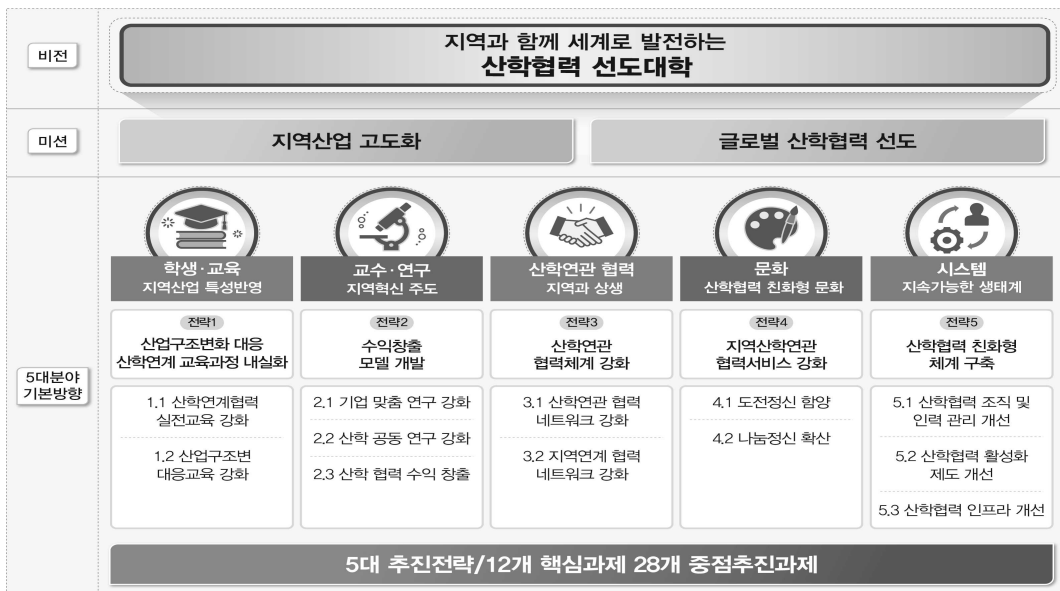 비전
지역과 함께 세계로 발전하는
산학협력 선도대학
미션
지역산업 고도화
글로벌 산학협력 선도
5대분야
기본방향
학생·교육
지역산업 특성반영
전략1
산업구조변화 대응
산학연계 교육과정 내실화
1.1 산학연계협력
실전교육 강화
1.2 산업구조변
대응교육 강화
교수·연구
지역혁신 주도
전략2
수익창출
모델 개발
2.1 기업 맞춤 연구 강화
2.2 산학 공동 연구 강화
2.3 산학 협력 수익 창출
산학연관 협력
지역과 상생
전략3
산학연관
협력체계 강화
3.1 산학연관 협력
네트워크 강화
3.2 지역연계 협력
네트워크 강화
문화
산학협력 친화형 문화
전략4
지역산학연관
협력서비스 강화
4.1 도전정신 함양
4.2 나눔정신 확산
시스템
지속가능한 생태계
전략5
산학협력 친화형
체계 구축
5.1 산학협력 조직 및
인력 관리 개선
5.2 산학협력 활성화
제도 개선
5.3 산학협력 인프라 개선
5대 추진전략/12개 핵심과제 28개 중점추진과제